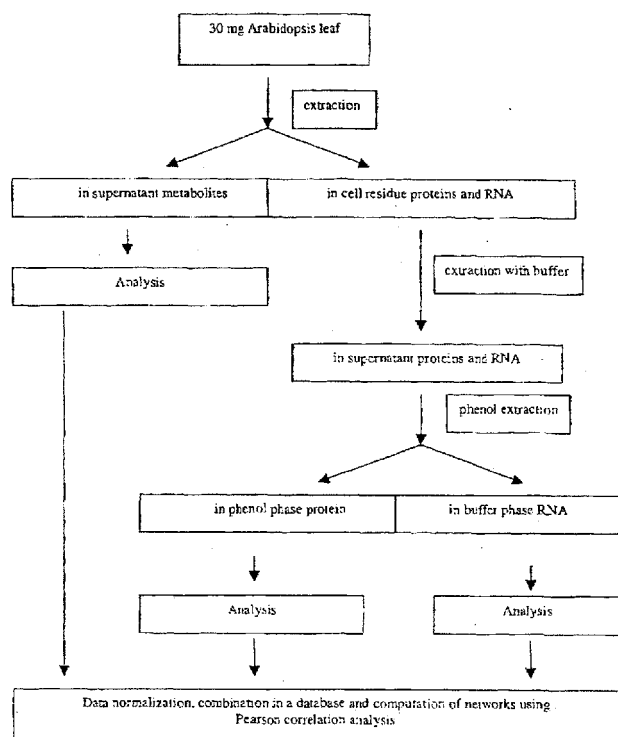 30 mg Arabidopsis leaf
extraction
in supernatant metabolites
in cell residue proteins and RNA
Analysis
extraction with buffer
in supernatant proteins and RNA
phenol extraction
in phenol phase protein
in buffer phase RNA
Analysis
Analysis
Data normalization, combination in a database and computation of networks using
Pearson correlation analysis